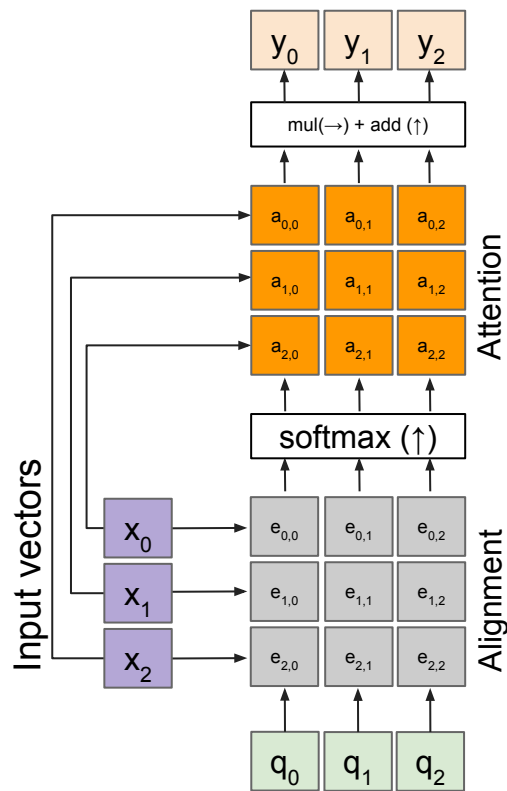 y0 y1 y2
mul(→) + add (↑)
a0,0 a0,1 a0,2
a1,0 a1,1 a1,2
a2,0 a2,1 a2,2
Attention
softmax (↑)
Input vectors
x0 e0,0 e0,1 e0,2
x1 e1,0 e1,1 e1,2
x2 e2,0 e2,1 e2,2
Alignment
q0 q1 q2